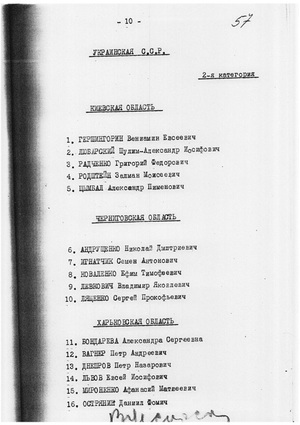 - 10 -
57
УКРАИНСКАЯ С.С.Р.
2-я категория
КИЕВСКАЯ ОБЛАСТЬ
1. ГЕРШИНГОРИН Вениамин Евсеевич
2. ЛЮБАРСКИЙ Шулим-Александр Иосифович
3. РАДЧЕНКО Григорий Федорович
4. РОДШТЕЙН Залман Моисеевич
5. ЦЫМБАЛ Александр Пименович
ЧЕРНИГОВСКАЯ ОБЛАСТЬ
6. АНДРУЩЕНКО Николай Дмитриевич
7. ИГНАТЧИК Семен Антонович
8. КОВАЛЕНКО Ефим Тимофеевич
9. ЛЕВКОВИЧ Владимир Яковлевич
10. ЛЯЩЕНКО Сергей Прокофьевич
ХАРЬКОВСКАЯ ОБЛАСТЬ
11. БОНДАРЕВА Александра Сергеевна
12. ВАГНЕР Петр Андреевич
13. ДНЕПРОВ Петр Назарович
14. ЛЬВОВ Евсей Иосифович
15. МИРОНЕНКО Афанасий Матвеевич
16. ОСТРЯНИН Даниил Фомич